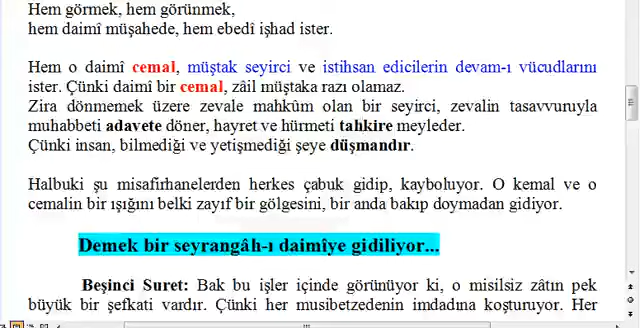 Hem görmek, hem görünmek,
hem daimî müşahede, hem ebedî işhad ister.
Hem o daimî cemal, müştak seyirci ve istihsan edicilerin devam-ı vücudlarını
ister. Çünki daimî bir cemal, zâil müştaka razı olamaz.
Zira dönmemek üzere zevale mahkûm olan bir seyirci, zevalin tasavvuruyla
muhabbeti adavete döner, hayret ve hürmeti tahkire meyleder.
Çünki insan, bilmediği ve yetişmediği şeye düşmandır.
Halbuki şu misafirhanelerden herkes çabuk gidip, kayboluyor. O kemal ve o
cemalin bir ışığını belki zayıf bir gölgesini, bir anda bakıp doymadan gidiyor.
Demek bir seyrangâh-ı daimîye gidiliyor...
Beşinci Suret: Bak bu işler içinde görünüyor ki, o misilsiz zâtın pek
büyük bir şefkati vardır. Çünki her musibetzedenin imdadına koşturuyor. Her